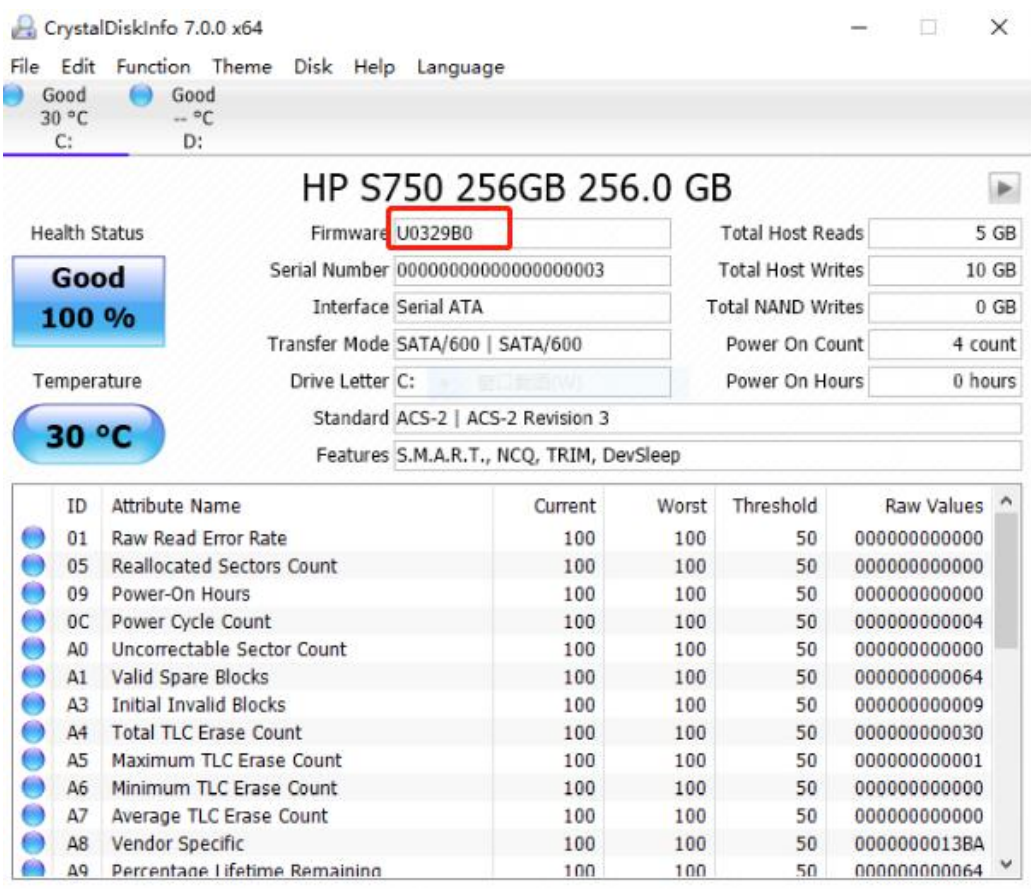 CrystalDiskInfo 7.0.0 x64
File Edit Function Theme Disk Help Language
Good Good
30 °C -- °C
C: D:
HP S750 256GB 256.0 GB
Health Status
Good
100 %
Temperature
30 °C
Firmware U0329B0
Serial Number 00000000000000000003
Interface Serial ATA
Transfer Mode SATA/600 | SATA/600
Drive Letter C:
Standard ACS-2 | ACS-2 Revision 3
Features S.M.A.R.T., NCQ, TRIM, DevSleep
Total Host Reads 5 GB
Total Host Writes 10 GB
Total NAND Writes 0 GB
Power On Count 4 count
Power On Hours 0 hours
ID Attribute Name Current Worst Threshold Raw Values
01 Raw Read Error Rate 100 100 50 000000000000
05 Reallocated Sectors Count 100 100 50 000000000000
09 Power-On Hours 100 100 50 000000000000
0C Power Cycle Count 100 100 50 000000000004
A0 Uncorrectable Sector Count 100 100 50 000000000000
A1 Valid Spare Blocks 100 100 50 000000000064
A3 Initial Invalid Blocks 100 100 50 000000000009
A4 Total TLC Erase Count 100 100 50 000000000030
A5 Maximum TLC Erase Count 100 100 50 000000000001
A6 Minimum TLC Erase Count 100 100 50 000000000000
A7 Average TLC Erase Count 100 100 50 000000000000
A8 Vendor Specific 100 100 50 0000000013BA
A9 Percentage Lifetime Remaining 100 100 50 000000000064